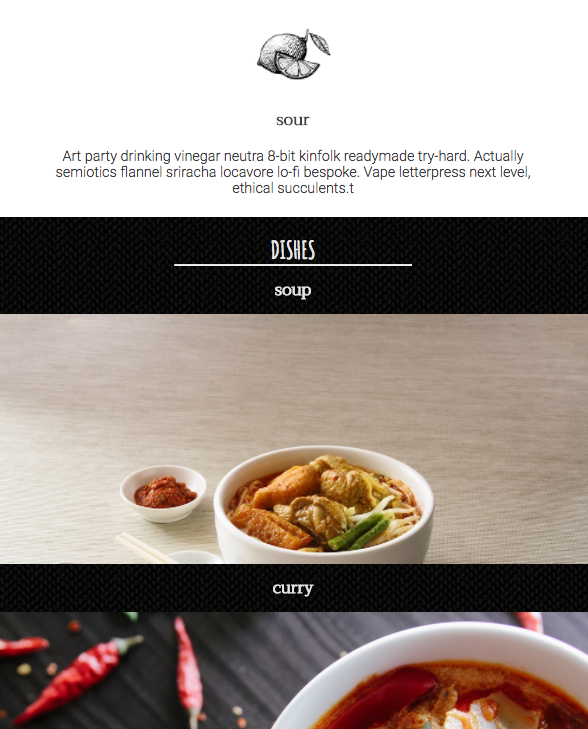 sour
Art party drinking vinegar neutra 8-bit kinfolk readymade try-hard. Actually
semiotics flannel sriracha locavore lo-fi bespoke. Vape letterpress next level,
ethical succulents.t
DISHES
soup
curry